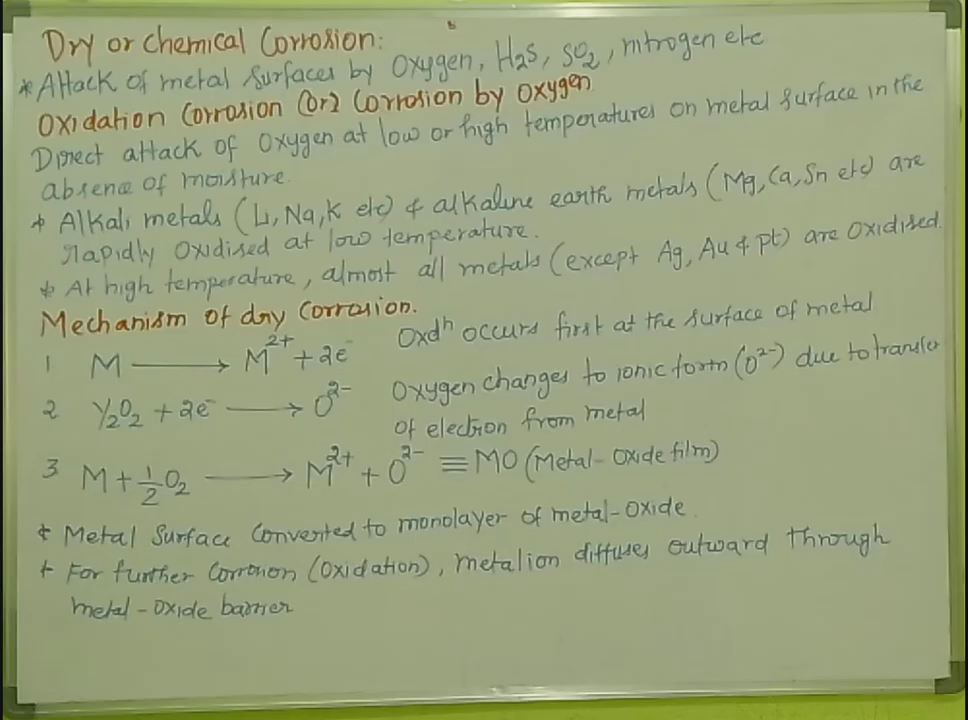 Dry or Chemical Corrosion:
* Attack of metal surfaces by oxygen, H₂S, SO₂, nitrogen etc
Oxidation Corrosion (or) Corrosion by oxygen
Direct attack of oxygen at low or high temperatures on metal surface in the
absence of moisture.
* Alkali metals (Li, Na, K etc) & alkaline earth metals (Mg, Ca, Sn etc) are
rapidly oxidised at low temperature.
* At high temperature, almost all metals (except Ag, Au & Pt) are oxidised.
Mechanism of dry Corrosion.
1 M ⟶ M²⁺ + 2e⁻ Oxdⁿ occurs first at the surface of metal
2 ½O₂ + 2e⁻ ⟶ O²⁻ Oxygen changes to ionic form (O²⁻) due to transfer
of electron from metal
3 M + ½O₂ ⟶ M²⁺ + O²⁻ ≡ MO (Metal-Oxide film)
* Metal Surface Converted to monolayer of metal-oxide.
* For further Corrosion (Oxidation), metal ion diffuses outward through
metal-oxide barrier